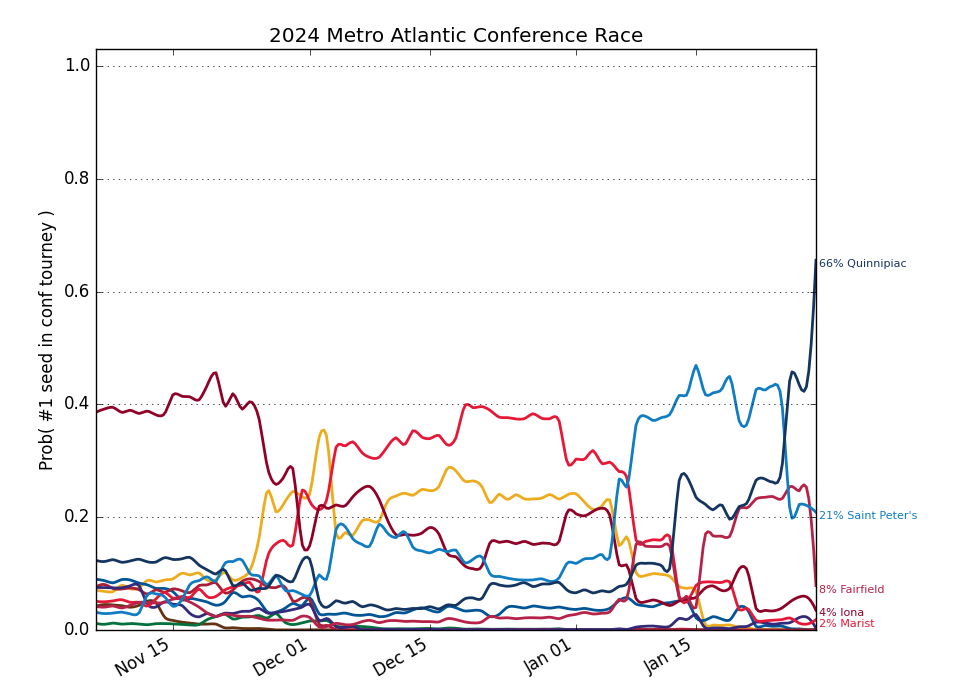 2024 Metro Atlantic Conference Race
Prob( #1 seed in conf tourney )
1.0
0.8
0.6
0.4
0.2
0.0
66% Quinnipiac
21% Saint Peter's
8% Fairfield
4% Iona
2% Marist
Nov 15
Dec 01
Dec 15
Jan 01
Jan 15